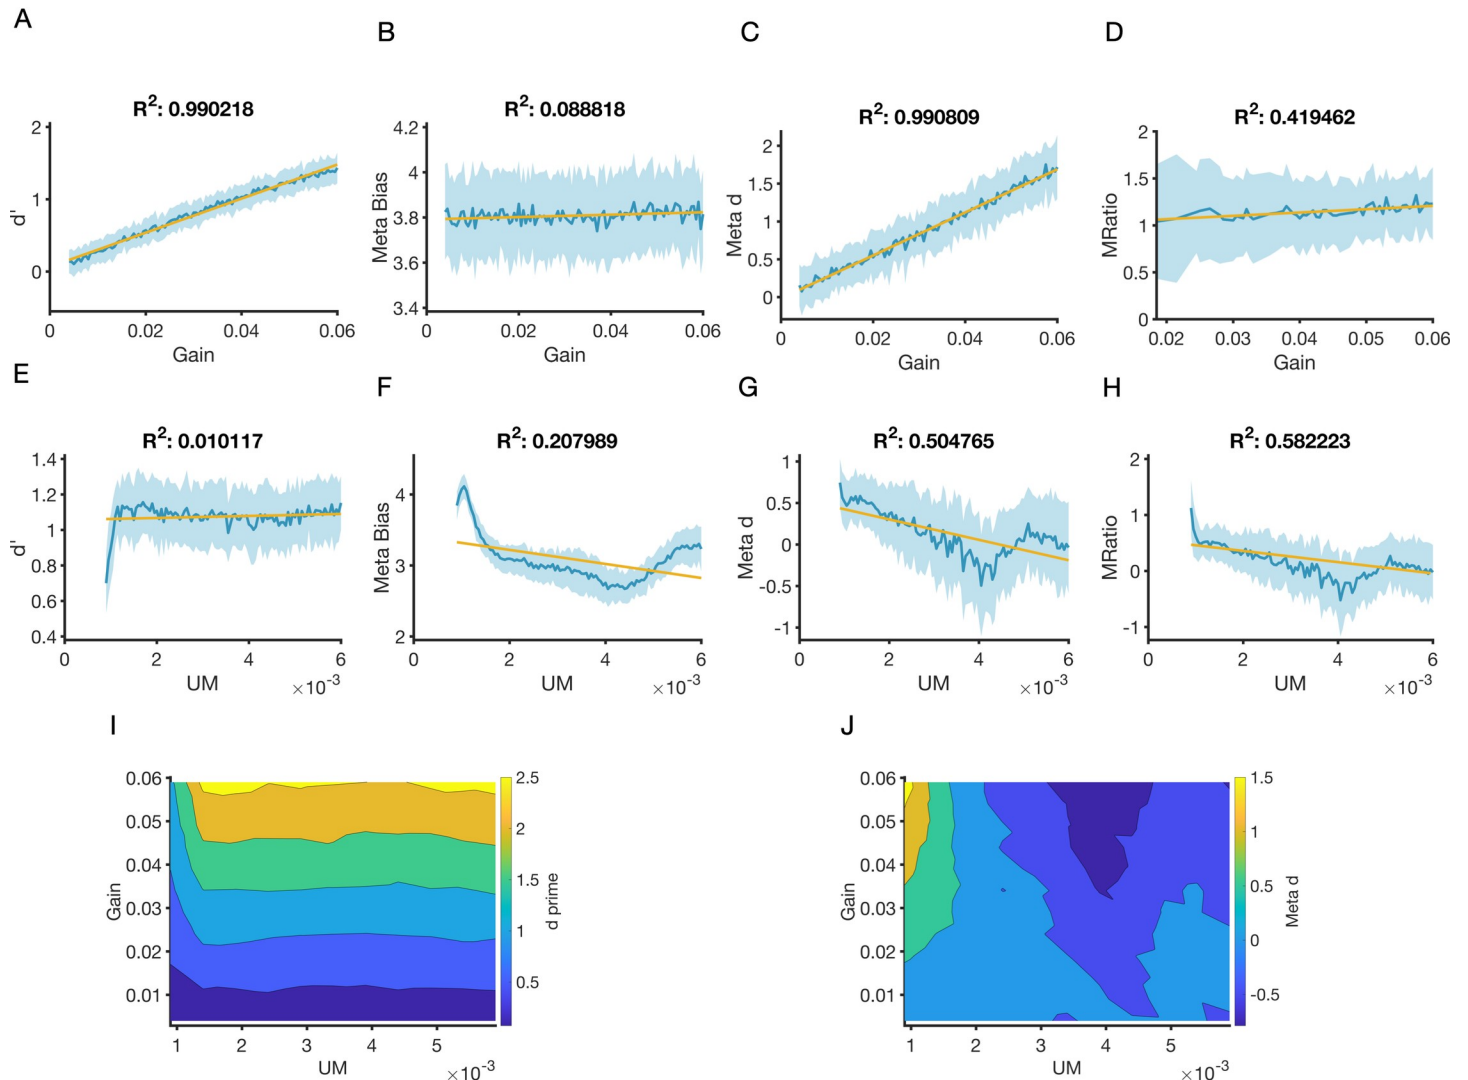 A
B
C
D
R2: 0.990218
R2: 0.088818
R2: 0.990809
R2: 0.419462
d'
2
1
0
0
0.02
0.04
0.06
Gain
Meta Bias
4.2
4
3.8
3.6
3.4
0
0.02
0.04
0.06
Gain
Meta d
2
1.5
1
0.5
0
0
0.02
0.04
0.06
Gain
MRatio
2
1.5
1
0.5
0
0.02
0.03
0.04
0.05
0.06
Gain
E
F
G
H
R2: 0.010117
R2: 0.207989
R2: 0.504765
R2: 0.582223
d'
1.4
1.2
1
0.8
0.6
0.4
0
2
4
6
UM
×10-3
Meta Bias
4
3
2
0
2
4
6
UM
×10-3
Meta d
1
0.5
0
-0.5
-1
0
2
4
6
UM
×10-3
MRatio
2
1
0
-1
0
2
4
6
UM
×10-3
I
J
Gain
0.06
0.05
0.04
0.03
0.02
0.01
1
2
3
4
5
UM
×10-3
2.5
2
1.5
1
0.5
d prime
Gain
0.06
0.05
0.04
0.03
0.02
0.01
1
2
3
4
5
UM
×10-3
1.5
1
0.5
0
-0.5
Meta d